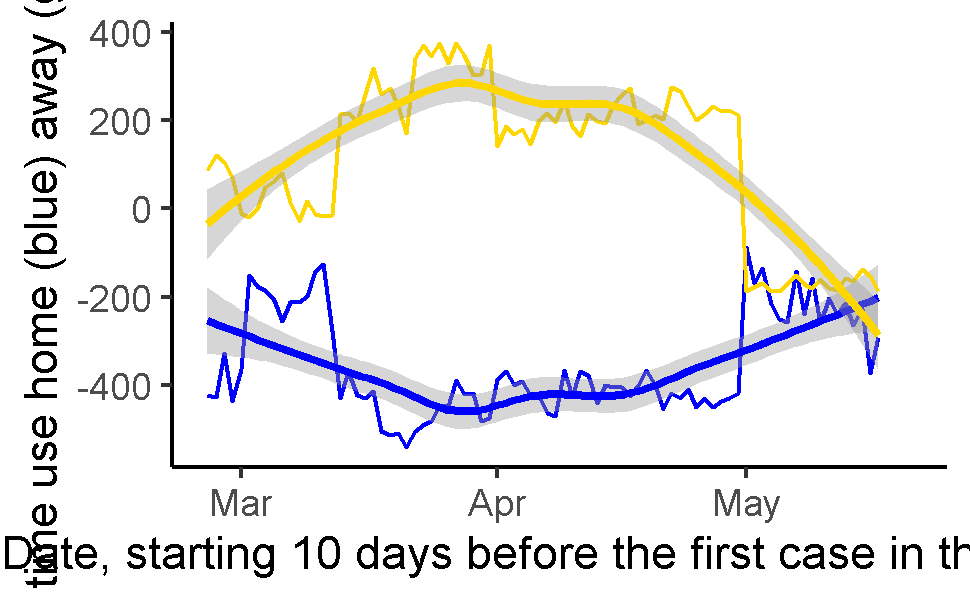 time use home (blue) away (
400
200
0
-200
-400
Mar Apr May
Date, starting 10 days before the first case in th